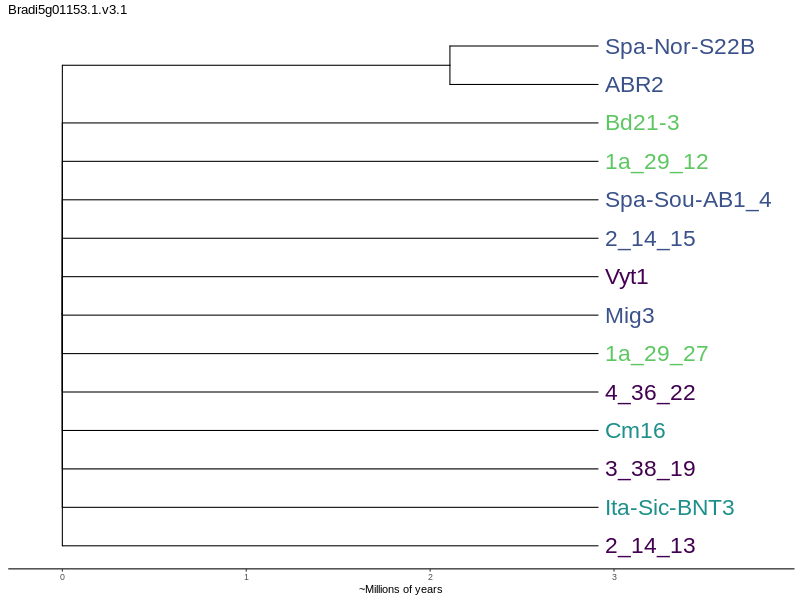 Bradi5g01153.1.v3.1
Spa-Nor-S22B
ABR2
Bd21-3
1a_29_12
Spa-Sou-AB1_4
2_14_15
Vyt1
Mig3
1a_29_27
4_36_22
Cm16
3_38_19
Ita-Sic-BNT3
2_14_13
0 1 2 3
~Millions of years